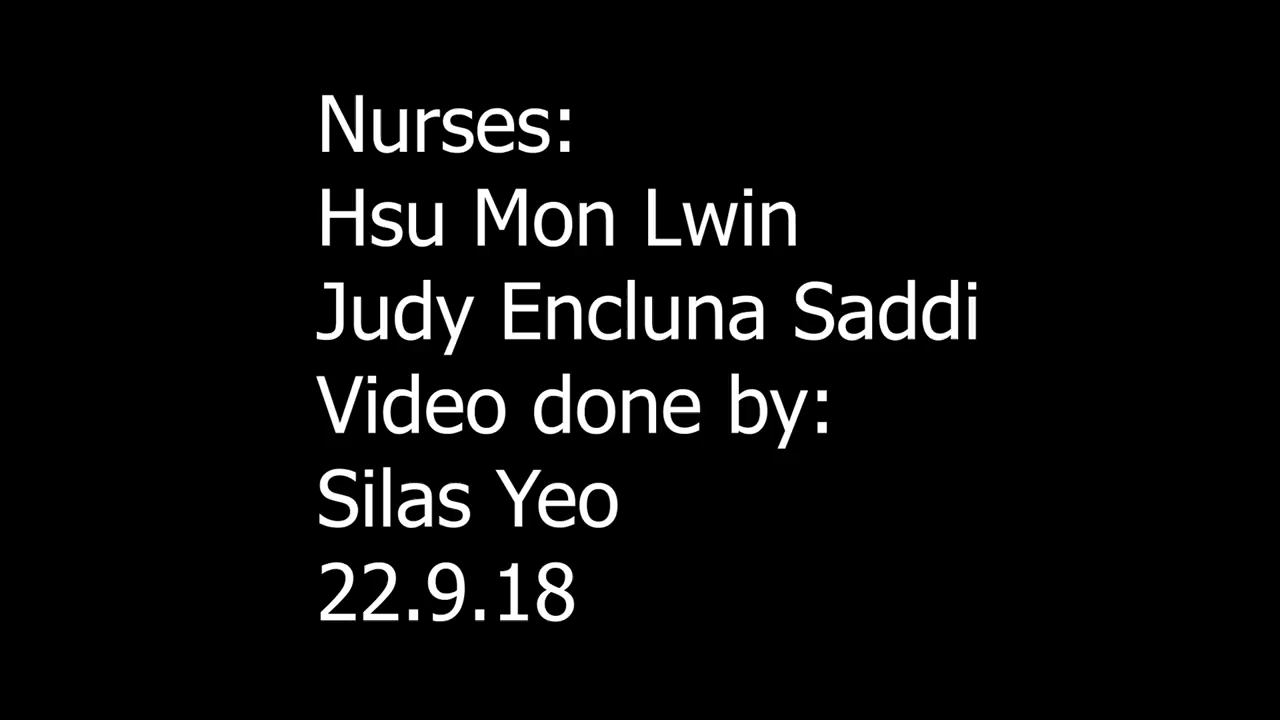 Nurses:
Hsu Mon Lwin
Judy Encluna Saddi
Video done by:
Silas Yeo
22.9.18